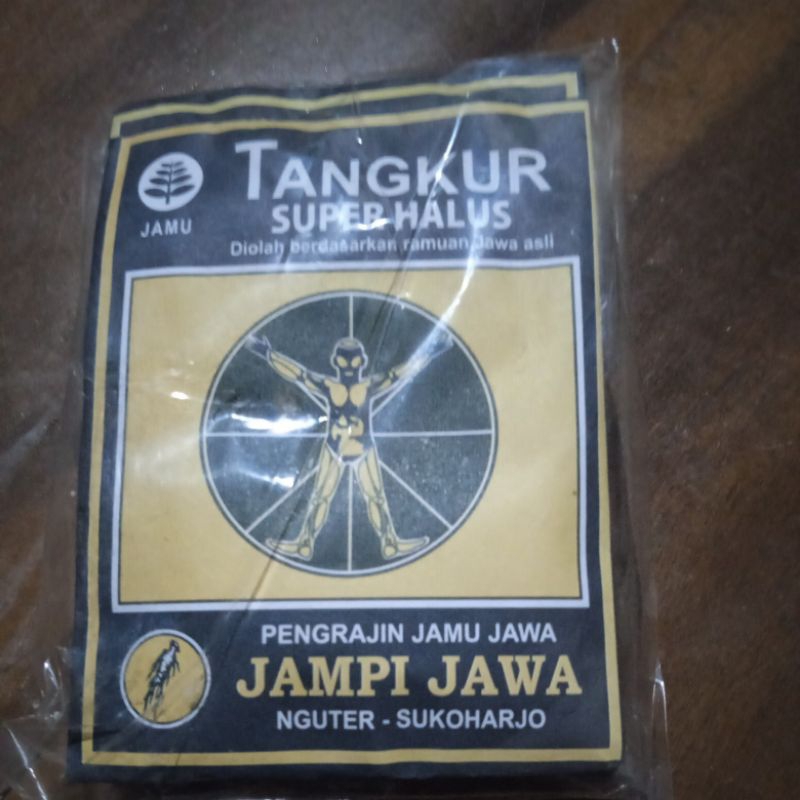 TANGKUR
SUPER HALUS
JAMU
Diolah berdasarkan ramuan Jawa asli
PENGRAJIN JAMU JAWA
JAMPI JAWA
NGUTER - SUKOHARJO